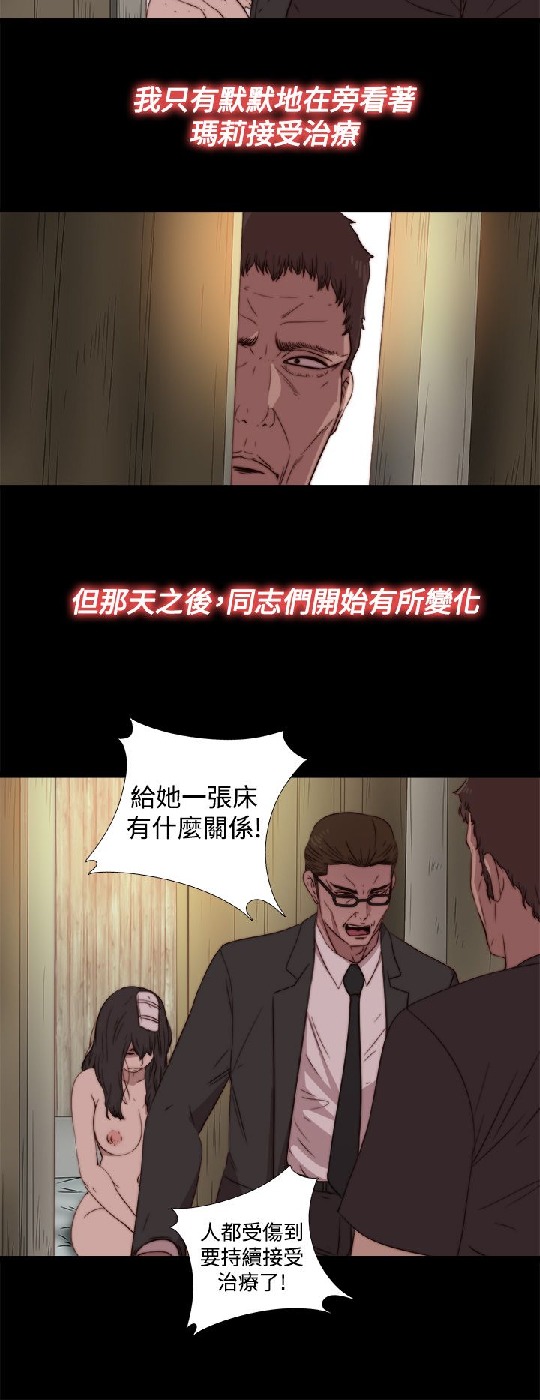 我只有默默地在旁看著
瑪莉接受治療
但那天之後,同志們開始有所變化
給她一張床
有什麼關係!
人都受傷到
要持續接受
治療了!